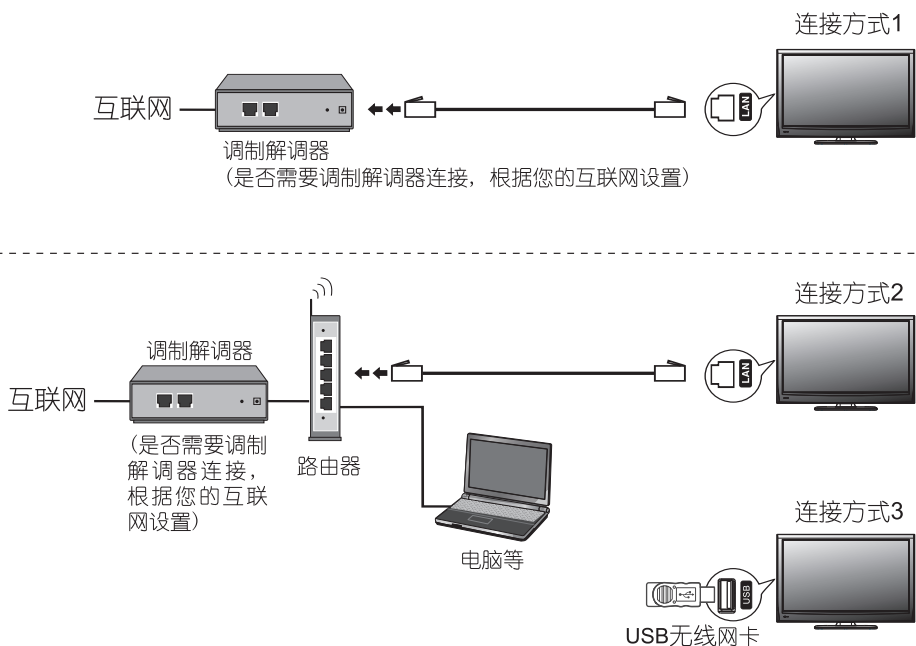 连接方式1
LAN
互联网
调制解调器
(是否需要调制解调器连接，根据您的互联网设置)
连接方式2
LAN
调制解调器
互联网
(是否需要调制
解调器连接，
根据您的互联
网设置)
路由器
电脑等
连接方式3
USB
USB无线网卡